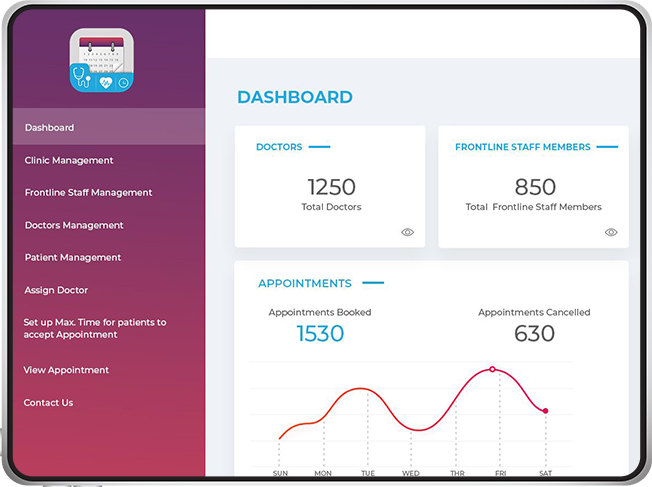 Dashboard
Clinic Management
Frontline Staff Management
Doctors Management
Patient Management
Assign Doctor
Set up Max. Time for patients to
accept Appointment
View Appointment
Contact Us
DASHBOARD
DOCTORS
1250
Total Doctors
FRONTLINE STAFF MEMBERS
850
Total Frontline Staff Members
APPOINTMENTS
Appointments Booked
1530
Appointments Cancelled
630
SUN MON TUE WED THR FRI SAT